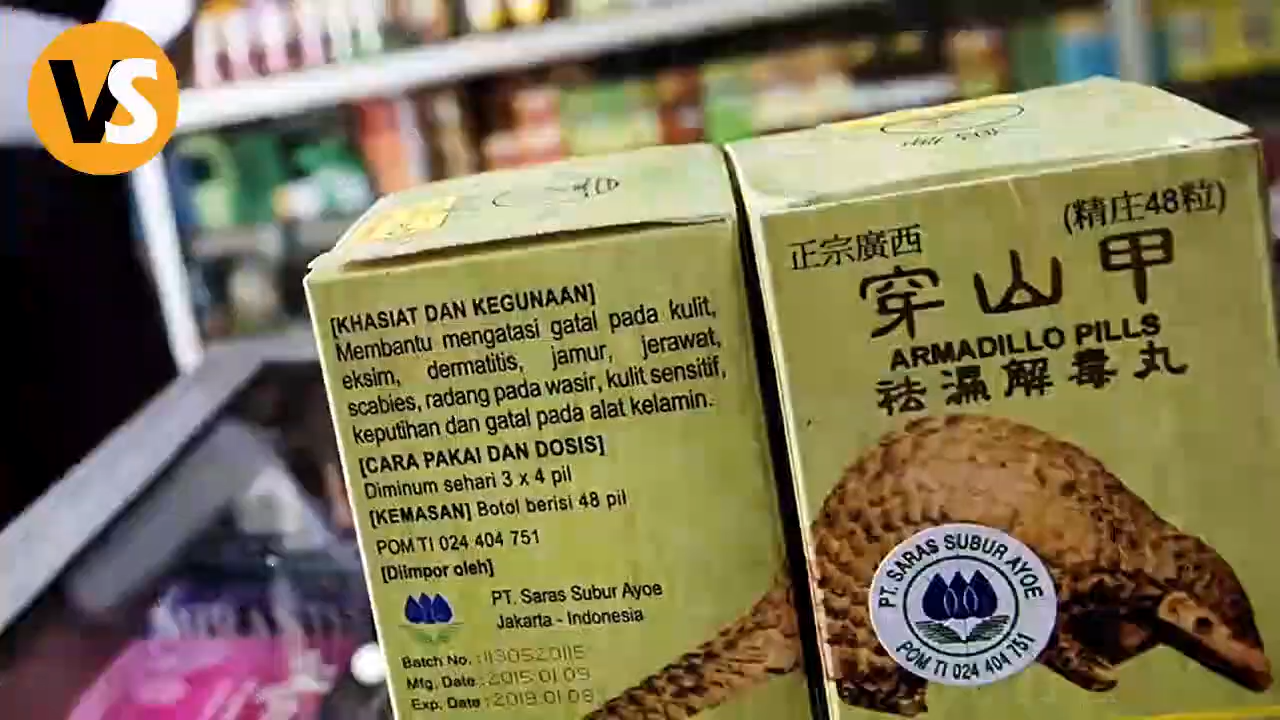 VS
[KHASIAT DAN KEGUNAAN]
Membantu mengatasi gatal pada kulit,
eksim, dermatitis, jamur, jerawat,
scabies, radang pada wasir, kulit sensitif,
keputihan dan gatal pada alat kelamin.
[CARA PAKAI DAN DOSIS]
Diminum sehari 3 x 4 pil
[KEMASAN] Botol berisi 48 pil
POM TI 024 404 751
[Diimpor oleh]
PT. Saras Subur Ayoe
Jakarta - Indonesia
Batch No. :
Mfg. Date : 2015.01.09
Exp. Date : 2019.01.08
(精庄48粒)
正宗廣西
穿山甲
ARMADILLO PILLS
祛濕解毒丸
PT. SARAS SUBUR AYOE
POM TI 024 404 751